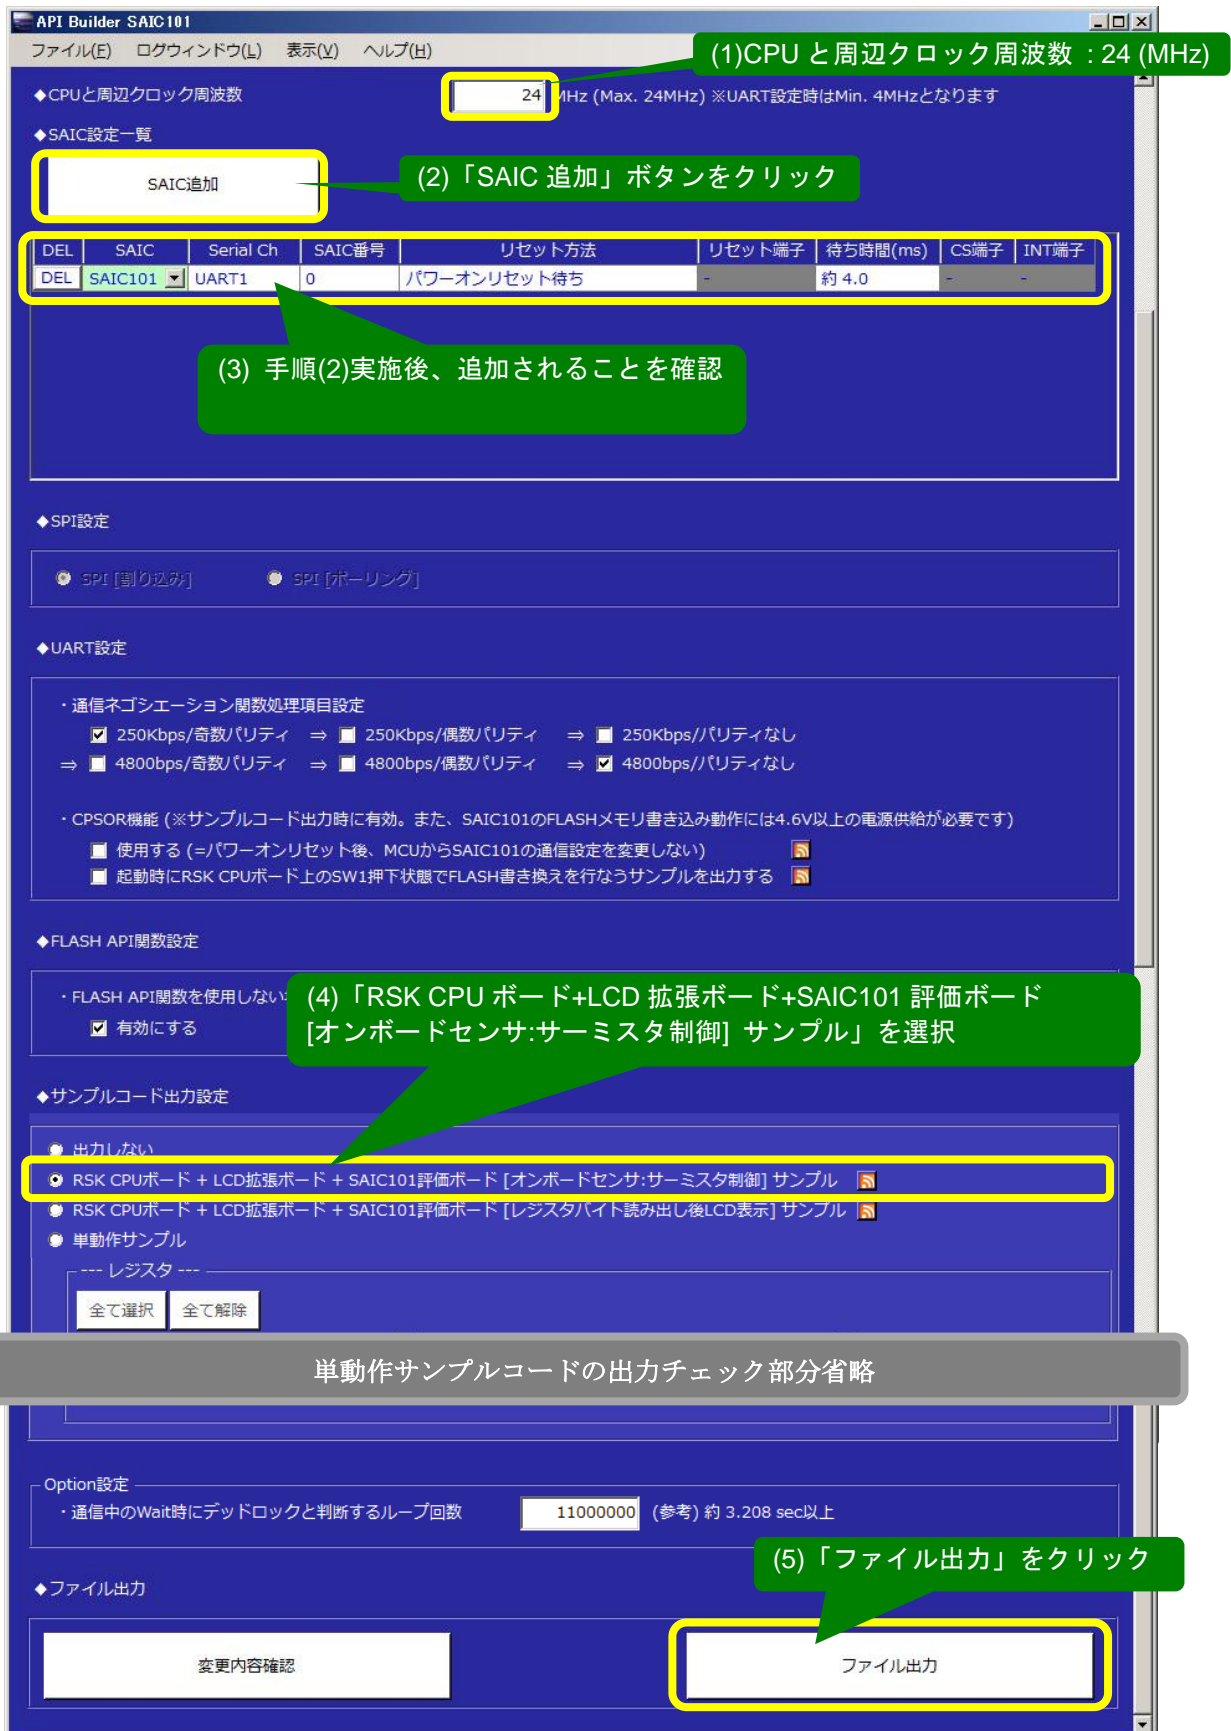 API Builder SAIC101
ファイル(F) ログウィンドウ(L) 表示(V) ヘルプ(H)
(1)CPU と周辺クロック周波数 : 24 (MHz)
◆CPUと周辺クロック周波数 24 MHz (Max. 24MHz) ※UART設定時はMin. 4MHzとなります
◆SAIC設定一覧
SAIC追加
(2)「SAIC 追加」ボタンをクリック
DEL SAIC Serial Ch SAIC番号 リセット方法 リセット端子 待ち時間(ms) CS端子 INT端子
DEL SAIC101 UART1 0 パワーオンリセット待ち - 約 4.0 - -
(3) 手順(2)実施後、追加されることを確認
◆SPI設定
SPI [割り込み] SPI [ポーリング]
◆UART設定
・通信ネゴシエーション関数処理項目設定
250Kbps/奇数パリティ ⇒ 250Kbps/偶数パリティ ⇒ 250Kbps/パリティなし
⇒ 4800bps/奇数パリティ ⇒ 4800bps/偶数パリティ ⇒ 4800bps/パリティなし
・CPSOR機能 (※サンプルコード出力時に有効。また、SAIC101のFLASHメモリ書き込み動作には4.6V以上の電源供給が必要です)
使用する (=パワーオンリセット後、MCUからSAIC101の通信設定を変更しない)
起動時にRSK CPUボード上のSW1押下状態でFLASH書き換えを行なうサンプルを出力する
◆FLASH API関数設定
・FLASH API関数を使用しない
有効にする
(4)「RSK CPU ボード+LCD 拡張ボード+SAIC101 評価ボード
[オンボードセンサ:サーミスタ制御] サンプル」を選択
◆サンプルコード出力設定
出力しない
RSK CPUボード + LCD拡張ボード + SAIC101評価ボード [オンボードセンサ:サーミスタ制御] サンプル
RSK CPUボード + LCD拡張ボード + SAIC101評価ボード [レジスタバイト読み出し後LCD表示] サンプル
単動作サンプル
--- レジスタ ---
全て選択 全て解除
単動作サンプルコードの出力チェック部分省略
Option設定
・通信中のWait時にデッドロックと判断するループ回数 11000000 (参考) 約 3.208 sec以上
(5)「ファイル出力」をクリック
◆ファイル出力
変更内容確認 ファイル出力